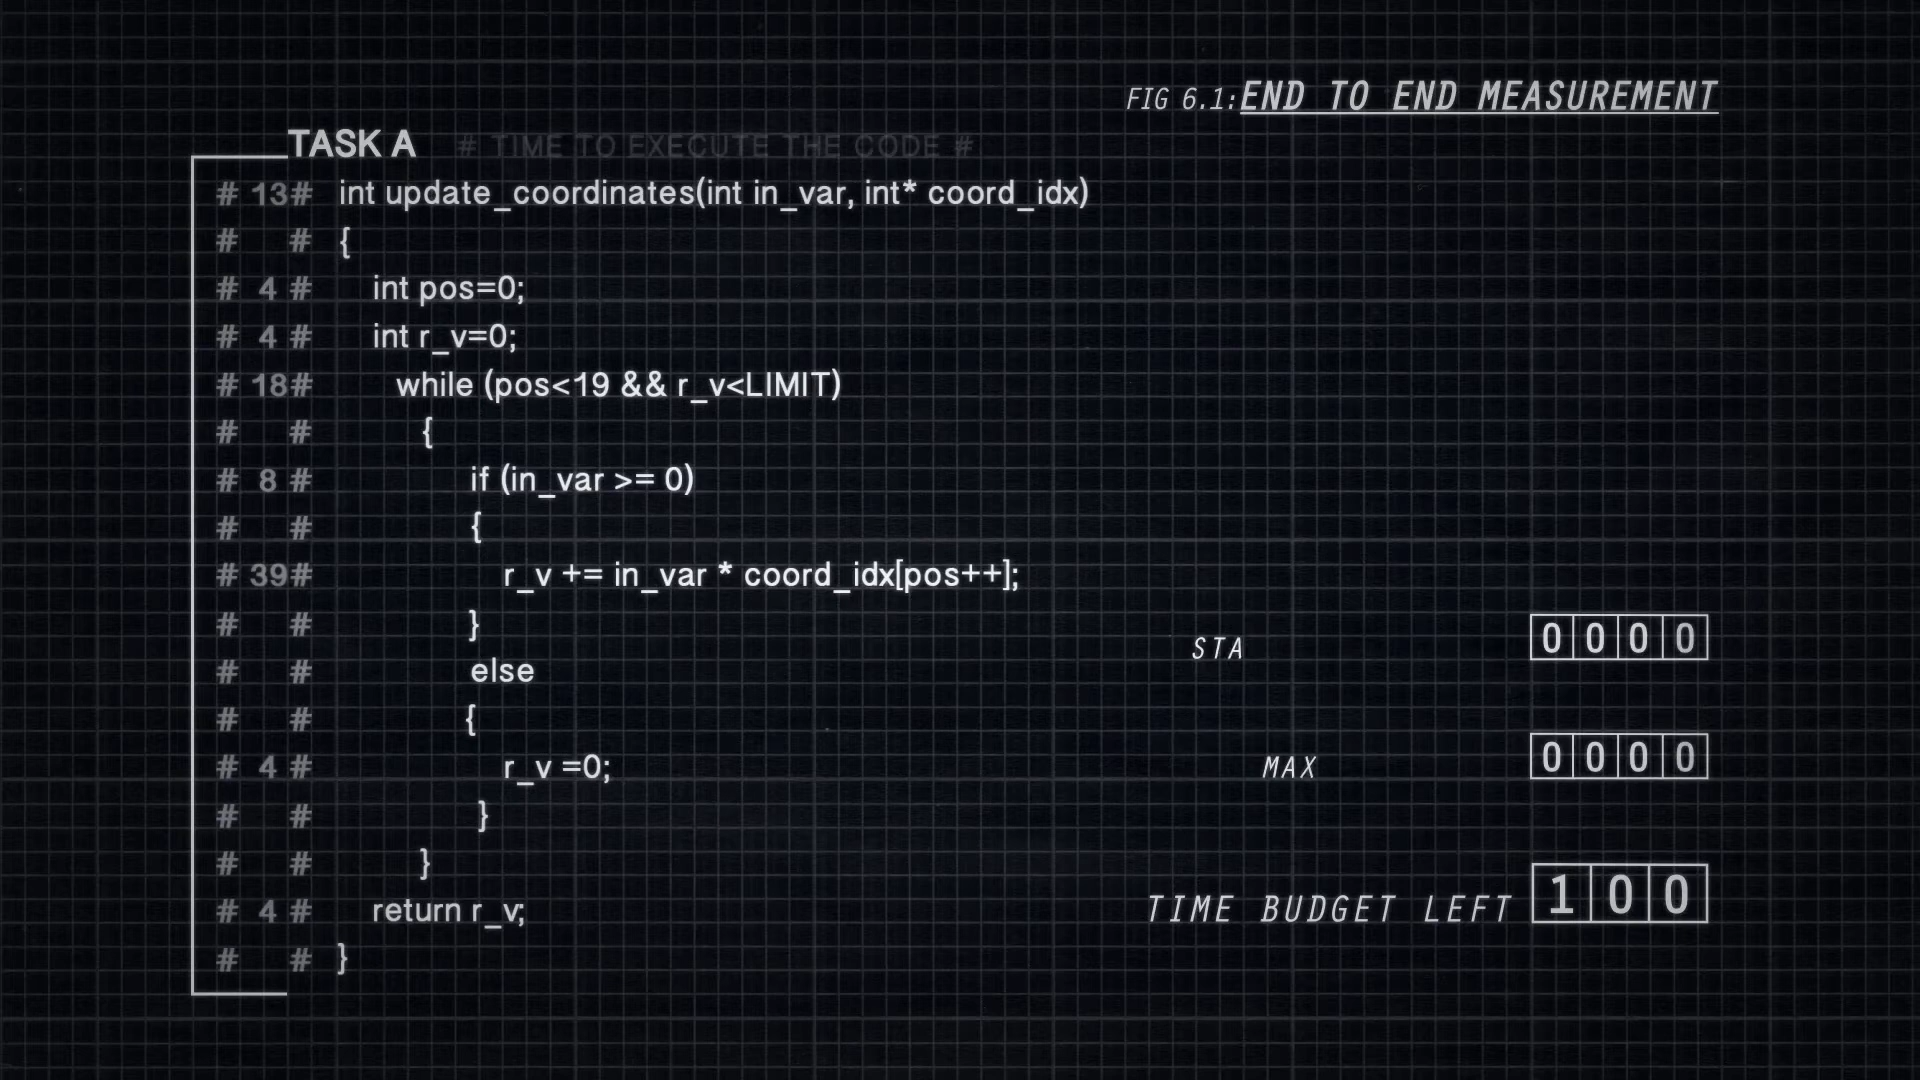 FIG 6.1:END TO END MEASUREMENT
TASK A # TIME TO EXECUTE THE CODE #
# 13# int update_coordinates(int in_var, int* coord_idx)
# # {
# 4 # int pos=0;
# 4 # int r_v=0;
# 18# while (pos<19 && r_v<LIMIT)
# # {
# 8 # if (in_var >= 0)
# # {
# 39# r_v += in_var * coord_idx[pos++];
# # }
# # else
# # {
# 4 # r_v =0;
# # }
# # }
# 4 # return r_v;
# # }
STA 0000
MAX 0000
TIME BUDGET LEFT 100